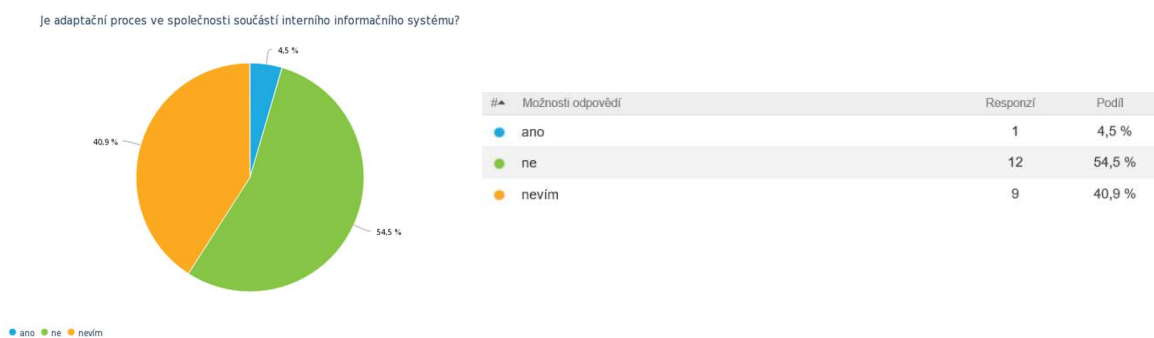 Je adaptační proces ve společnosti součástí interního informačního systému?
4,5 %
40,9 %
54,5 %
ano ne nevím
# Možnosti odpovědí Responzí Podíl
ano 1 4,5 %
ne 12 54,5 %
nevím 9 40,9 %